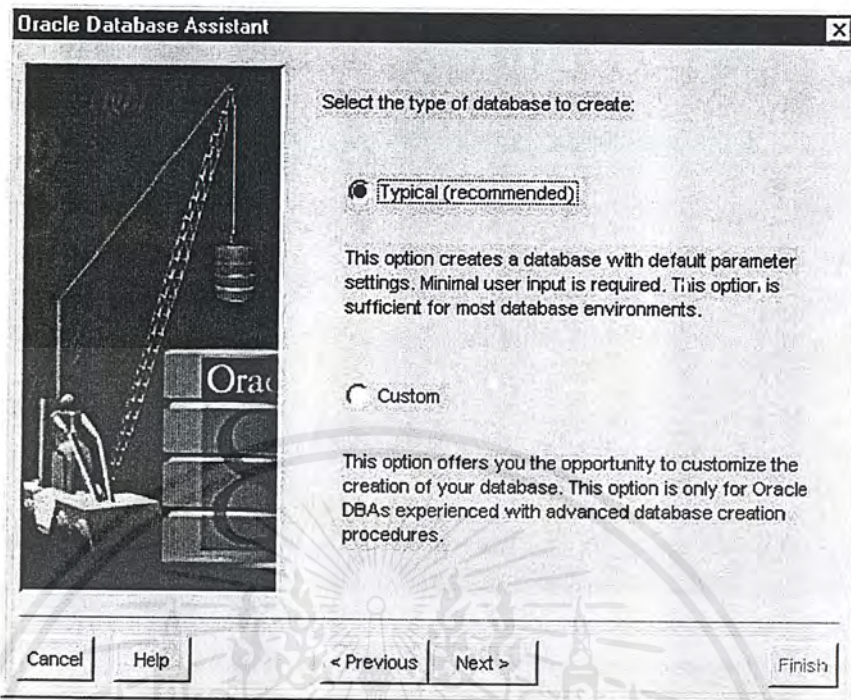 Oracle Database Assistant
Select the type of database to create:
Typical (recommended)
This option creates a database with default parameter
settings. Minimal user input is required. This option is
sufficient for most database environments.
Orac
Custom
This option offers you the opportunity to customize the
creation of your database. This option is only for Oracle
DBAs experienced with advanced database creation
procedures.
Cancel
Help
< Previous
Next >
Finish